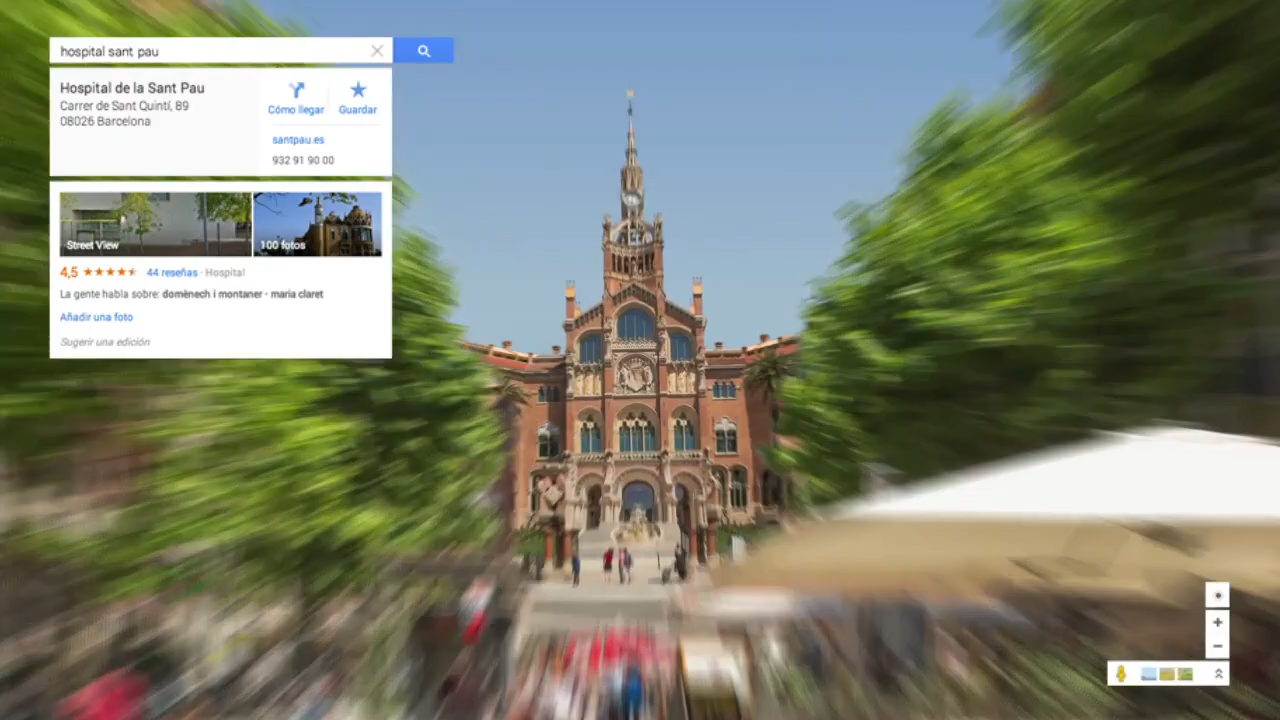 hospital sant pau
Hospital de la Sant Pau
Carrer de Sant Quintí, 89
08026 Barcelona
Cómo llegar
Guardar
santpau.es
932 91 90 00
Street View
100 fotos
4,5 44 reseñas · Hospital
La gente habla sobre: domènech i montaner · maria claret
Añadir una foto
Sugerir una edición